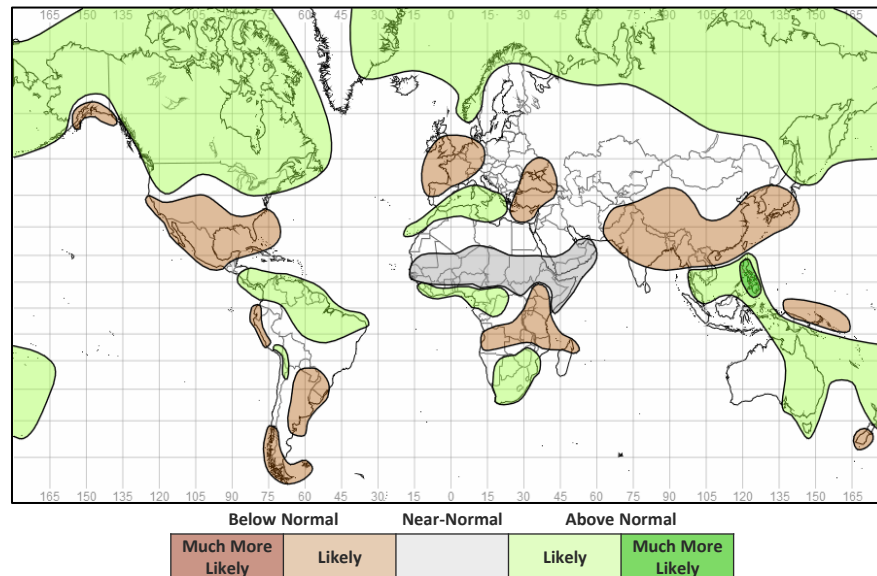 165 150 135 120 105 90 75 60 45 30 15 0 15 30 45 60 75 90 105 120 135 150 165
165 150 135 120 105 90 75 60 45 30 15 0 15 30 45 60 75 90 105 120 135 150 165
Below Normal Near-Normal Above Normal
Much More Likely Likely Much More
Likely Likely